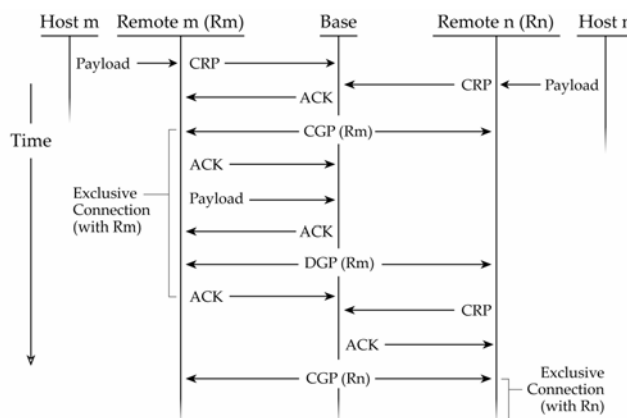 Host m Remote m (Rm) Base Remote n (Rn) Host n
Payload CRP
CRP Payload
ACK
Time
CGP (Rm)
ACK
Exclusive
Connection
(with Rm)
Payload
ACK
DGP (Rm)
ACK
CRP
ACK
CGP (Rn)
Exclusive
Connection
(with Rn)